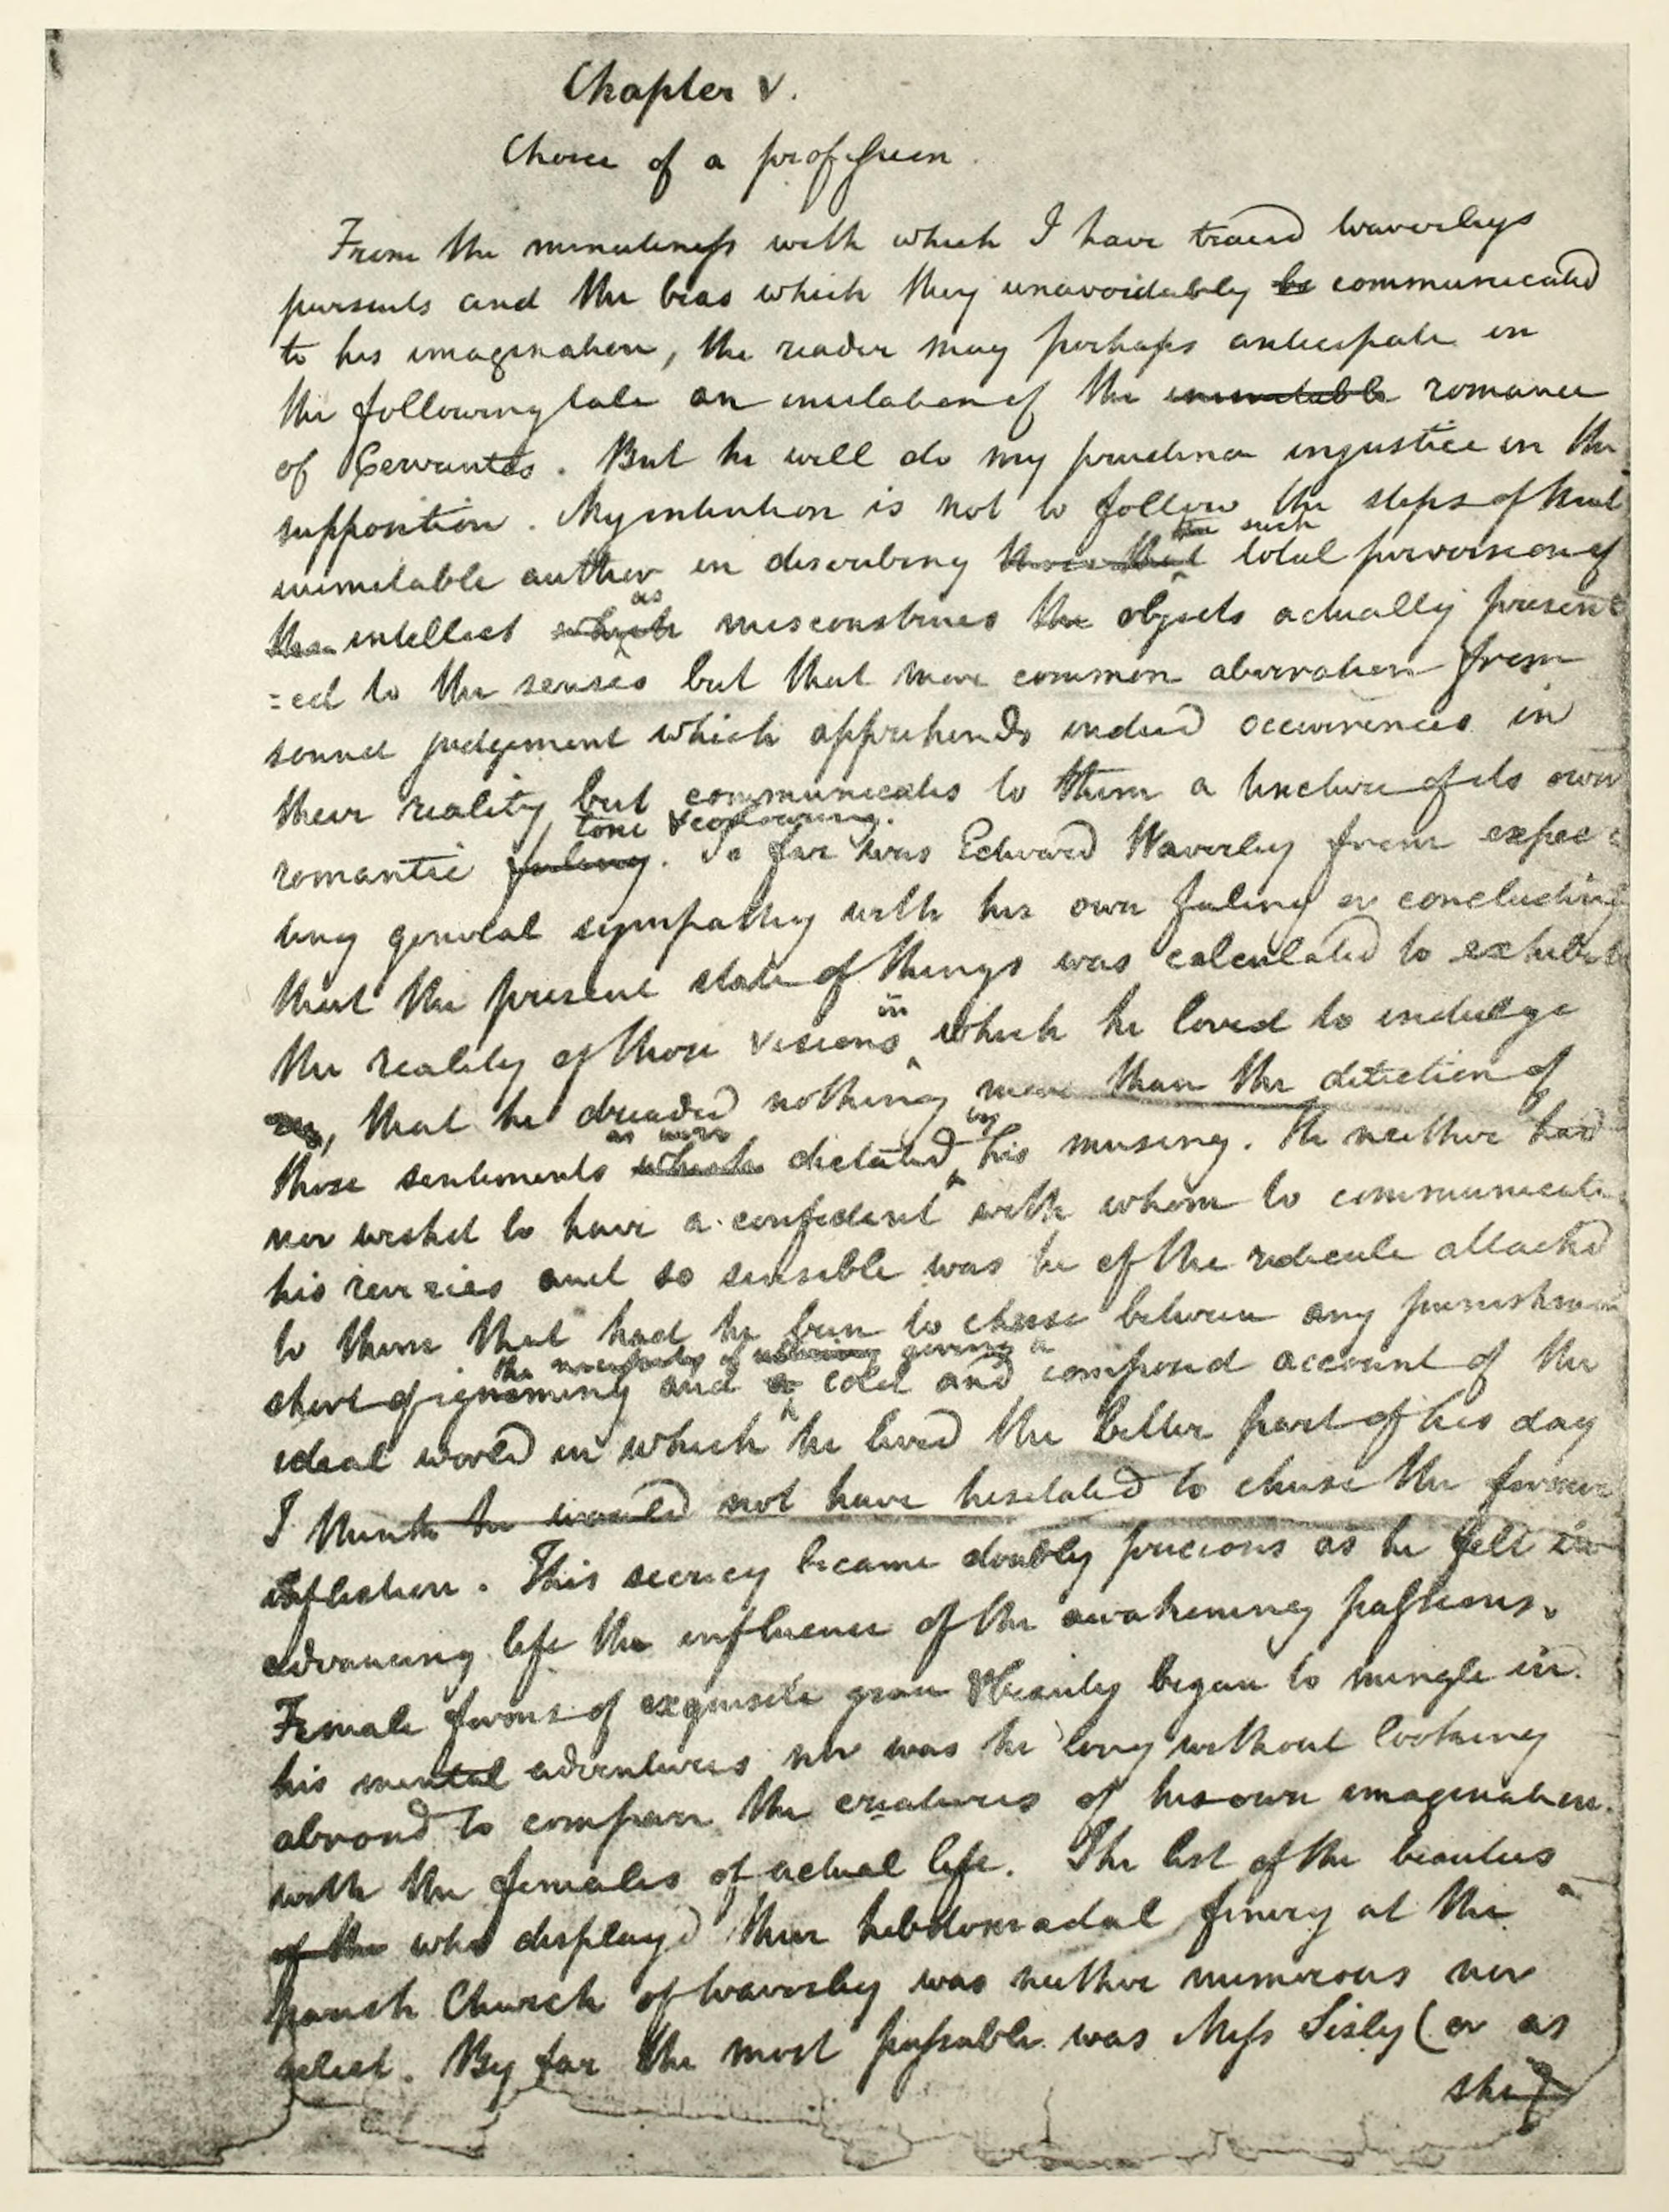 Chapter V.
Choice of a profession.
From the minuteness with which I have traced Waverleys
pursuits and the bias which they unavoidably be communicated
to his imagination, the reader may perhaps anticipate in
the following tale an imitation of the inimitable romance
of Cervantes. But he will do my prudence injustice in the
supposition. My intention is not to follow the steps of that
such
inimitable author in describing total perversion of
as
intellect which misconstrues the objects actually present
=ed to the senses but that more common aberration from
sound judgement which apprehends indeed occurrences in
their reality but communicates to them a tincture of its own
tone & colouring.
romantic feeling. So far was Edward Waverley from expec
ting general sympathy with his own feeling or concluding
that the present state of things was calculated to exhibit
in
the reality of those visions which he loved to indulge
that he dreaded nothing more than the detection of
as were by
those sentiments which dictated his musing. He neither had
nor wished to have a confident with whom to communicate
his reveries and so sensible was he of the ridicule attached
to them that had he been to chuse between any punishment
the necessity of giving a
short of ignominy and a cold and composed account of the
ideal world in which he lived the better part of his day
I think he would not have hesitated to chuse the former
infliction. This secrecy became doubly precious as he felt in
advancing life the influence of the awakening passions.
Female forms of exquisite grace & beauty began to mingle in
his mental adventures nor was he long without looking
abroad to compare the creatures of his own imagination
with the females of actual life. The list of the beauties
of the who displayd their hebdomadal finery at the
parish Church of Waverley was neither numerous nor
select. By far the most passable was Miss Sisly (or as
she